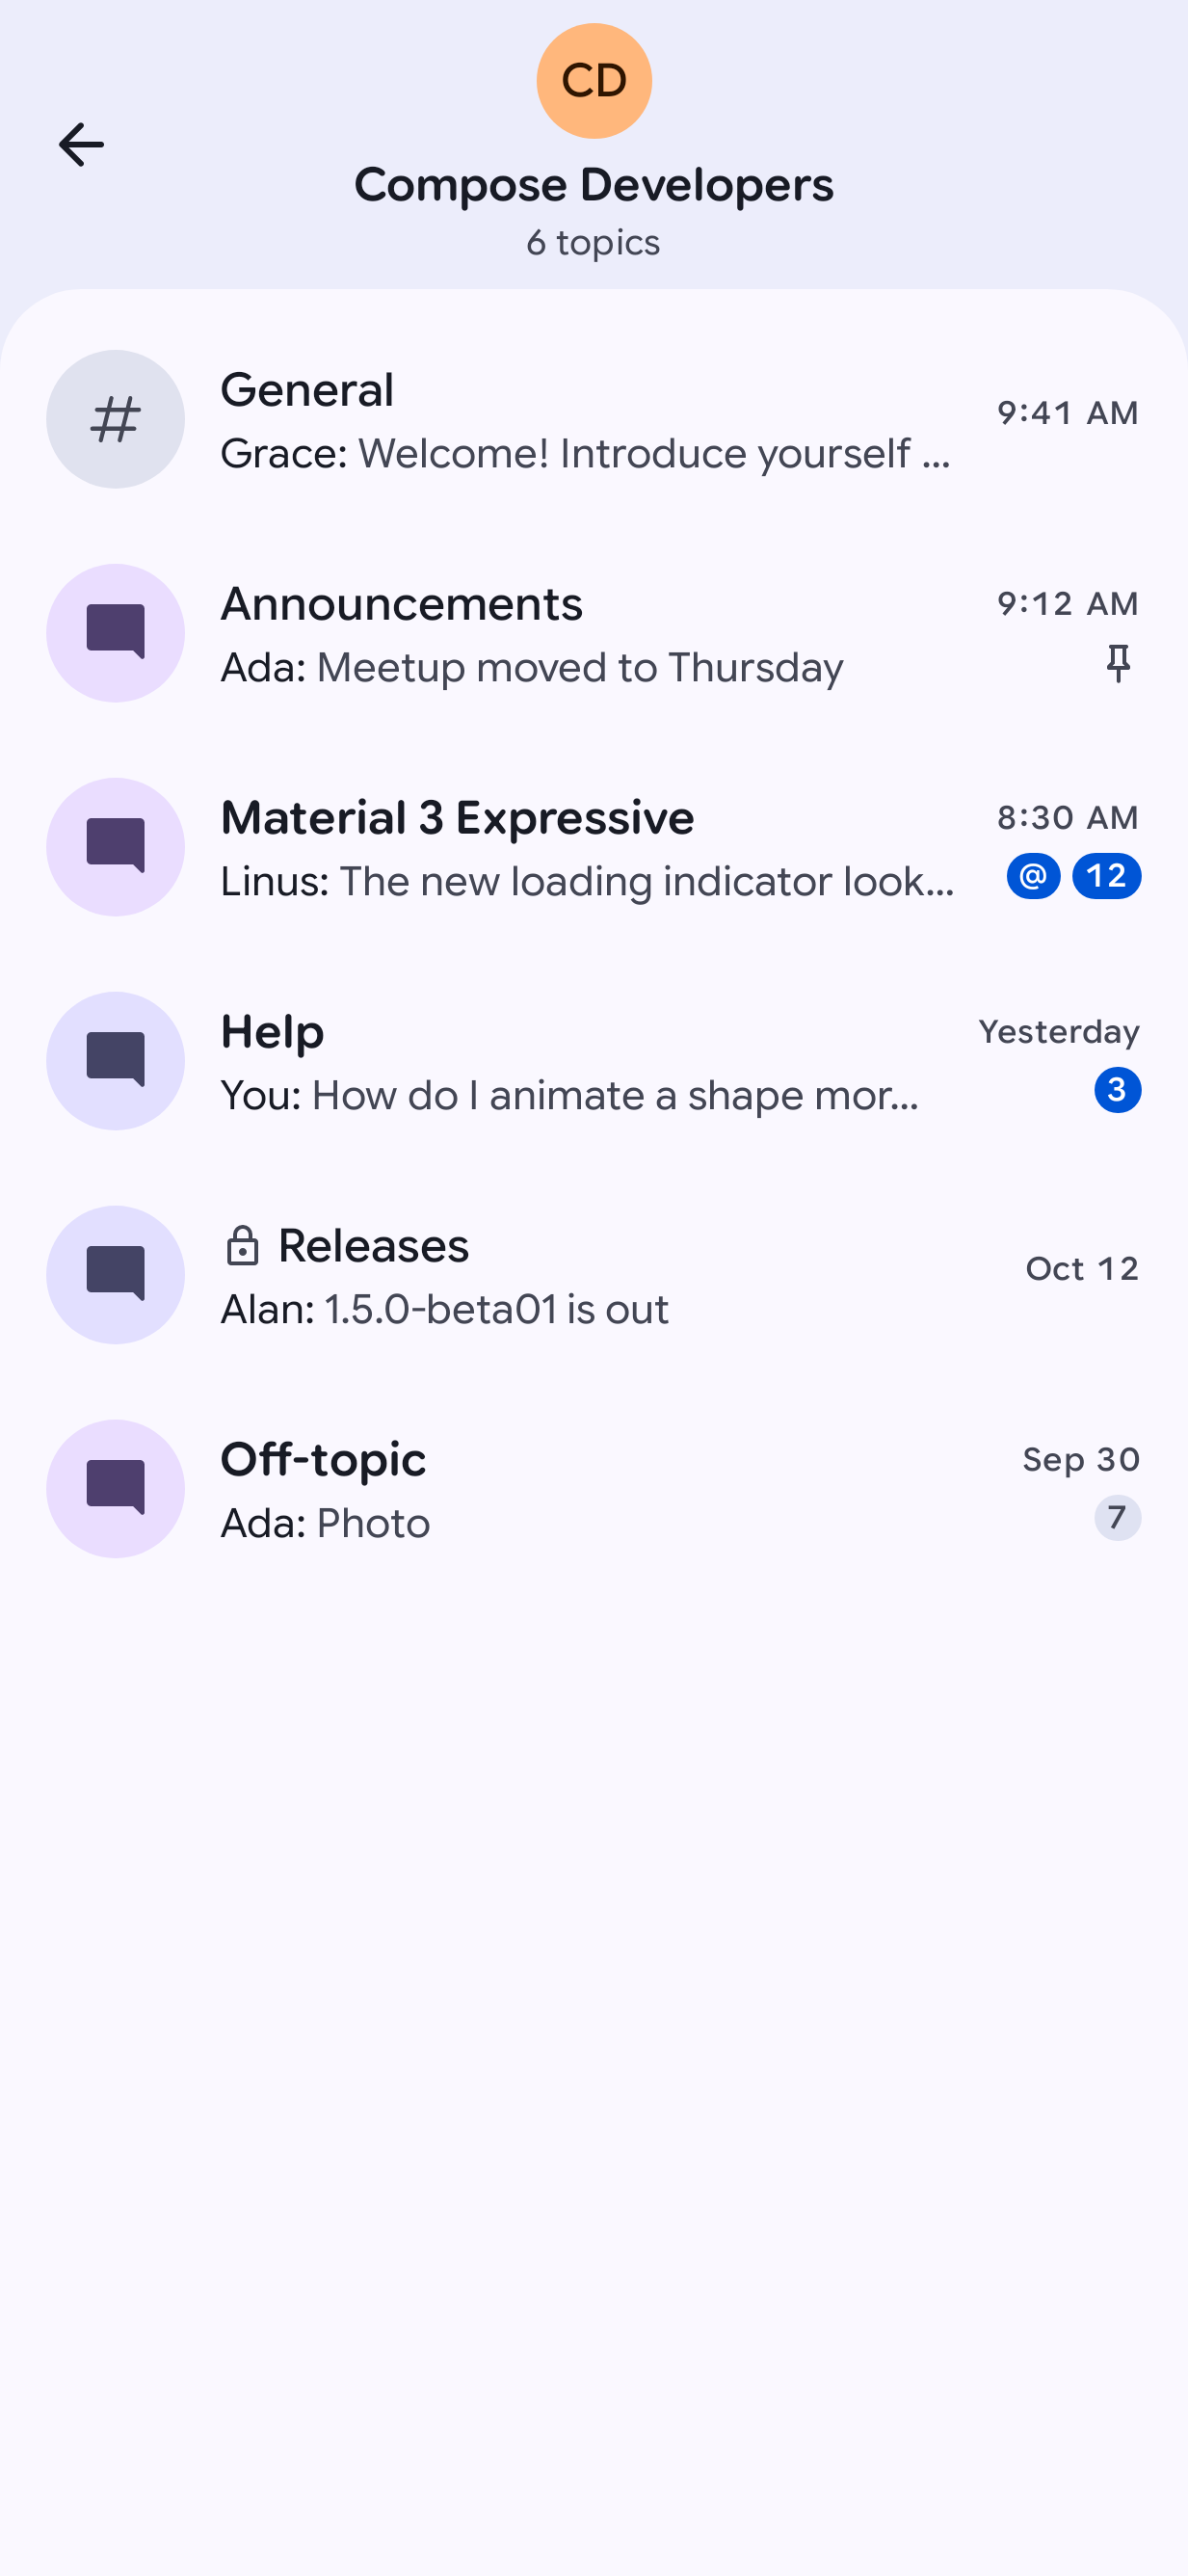 CD
Compose Developers
6 topics
General
9:41 AM
Grace: Welcome! Introduce yourself ...
Announcements
9:12 AM
Ada: Meetup moved to Thursday
Material 3 Expressive
8:30 AM
Linus: The new loading indicator look...
@ 12
Help
Yesterday
You: How do I animate a shape mor...
3
Releases
Oct 12
Alan: 1.5.0-beta01 is out
Off-topic
Sep 30
Ada: Photo
7